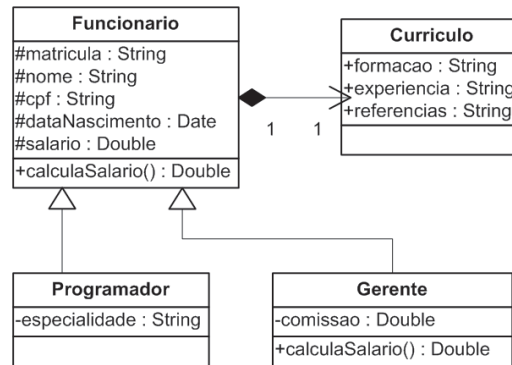 Funcionario
#matricula : String
#nome : String
#cpf : String
#dataNascimento : Date
#salario : Double
+calculaSalario() : Double
1 1
Curriculo
+formacao : String
+experiencia : String
+referencias : String
Programador
-especialidade : String
Gerente
-comissao : Double
+calculaSalario() : Double